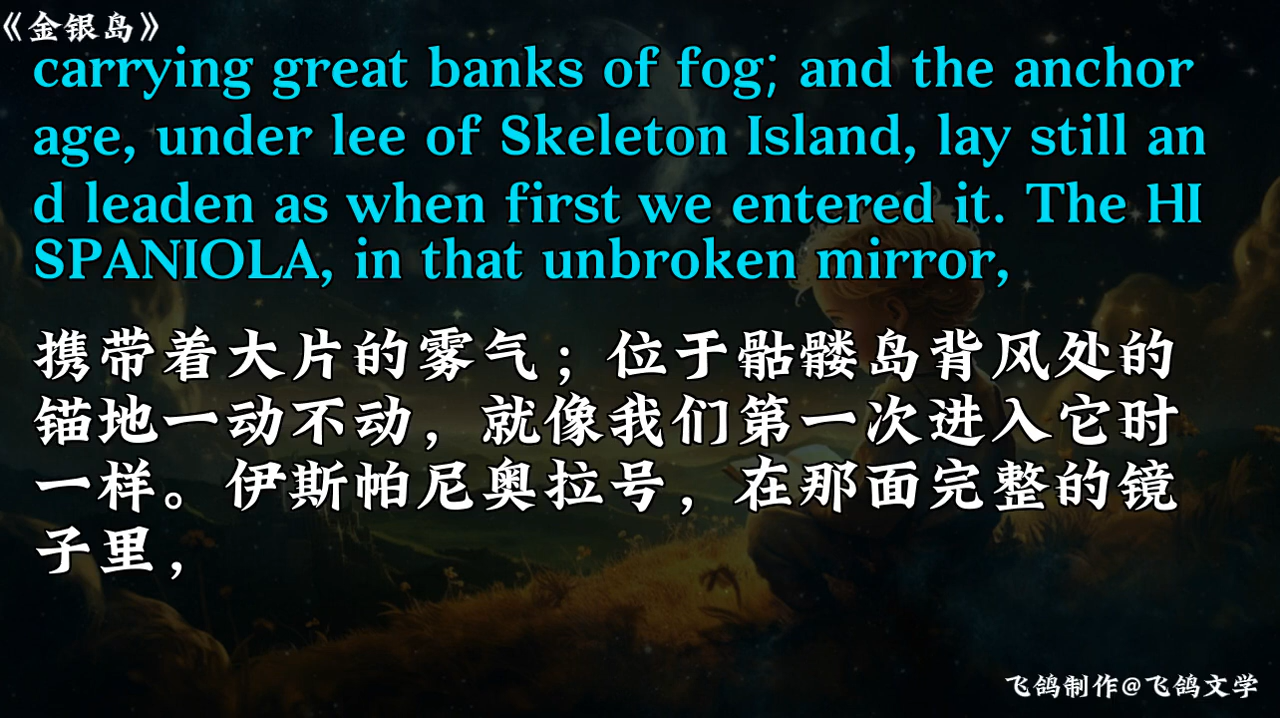 《金银岛》
carrying great banks of fog; and the anchor
age, under lee of Skeleton Island, lay still an
d leaden as when first we entered it. The HI
SPANIOLA, in that unbroken mirror,
携带着大片的雾气；位于骷髅岛背风处的
锚地一动不动，就像我们第一次进入它时
一样。伊斯帕尼奥拉号，在那面完整的镜
子里，
飞鸽制作@飞鸽文学